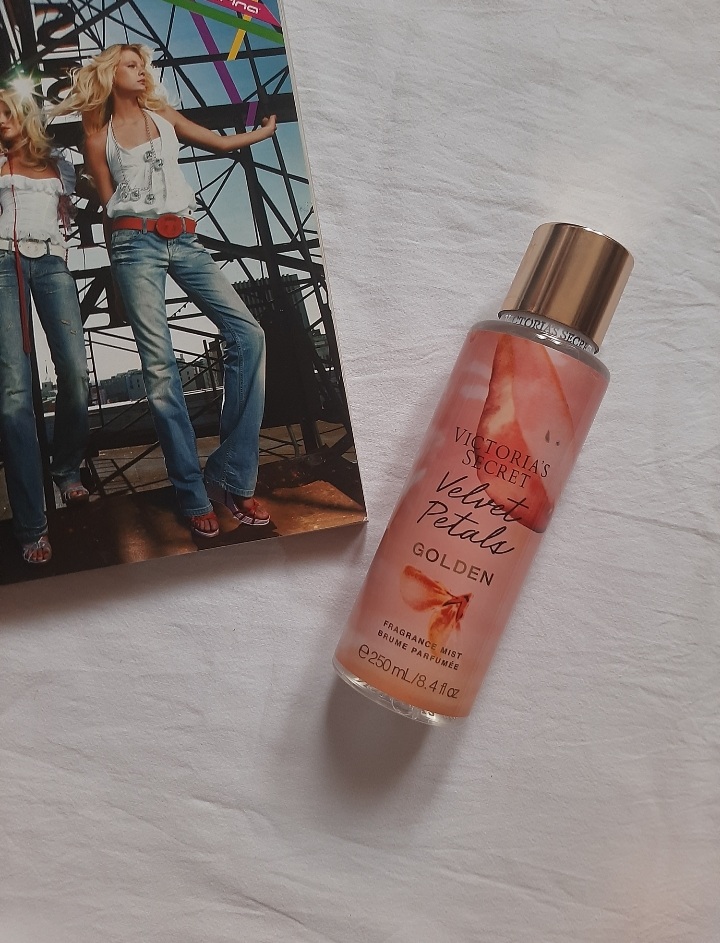 VICTORIA'S SECRET
VICTORIA'S
SECRET
Velvet
Petals
GOLDEN
FRAGRANCE MIST
BRUME PARFUMÉE
℮250 mL/8.4 fl oz